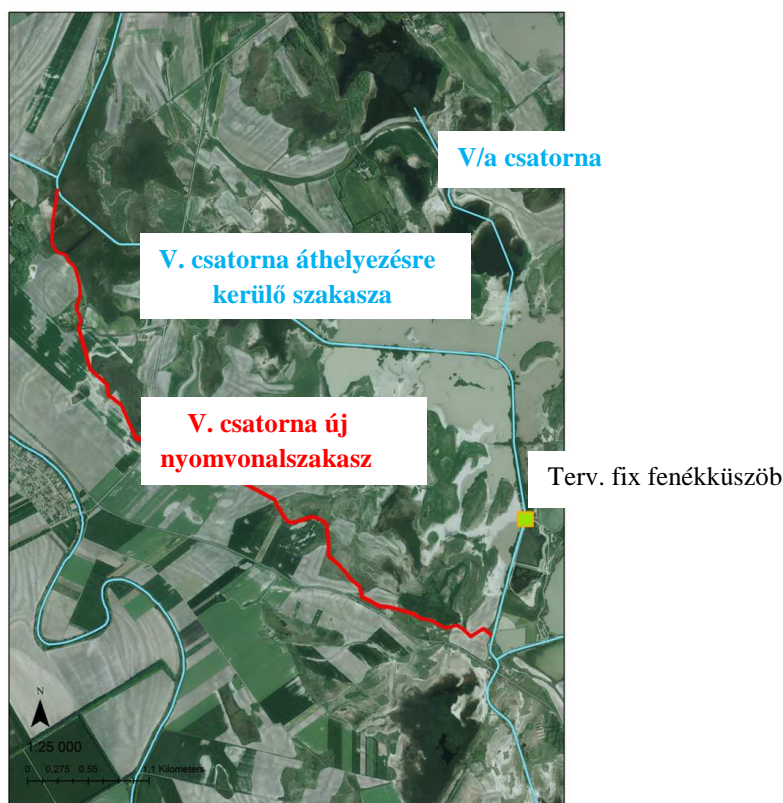 V/a csatorna
V. csatorna áthelyezésre
kerülő szakasza
V. csatorna új
nyomvonalszakasz
Terv. fix fenékküszöb
N
1:25 000
0 0,275 0,55 1,1 Kilometers